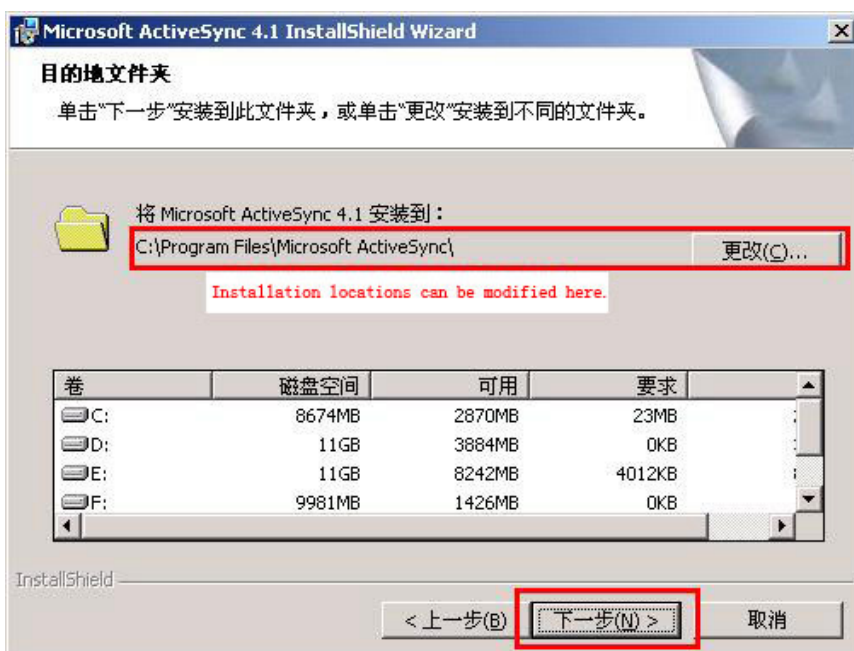 Microsoft ActiveSync 4.1 InstallShield Wizard
目的地文件夹
单击“下一步”安装到此文件夹，或单击“更改”安装到不同的文件夹。
将 Microsoft ActiveSync 4.1 安装到：
C:\Program Files\Microsoft ActiveSync\ 更改(C)...
Installation locations can be modified here.
卷 磁盘空间 可用 要求
C: 8674MB 2870MB 23MB
D: 11GB 3884MB 0KB
E: 11GB 8242MB 4012KB
F: 9981MB 1426MB 0KB
InstallShield
< 上一步(B) 下一步(N) > 取消